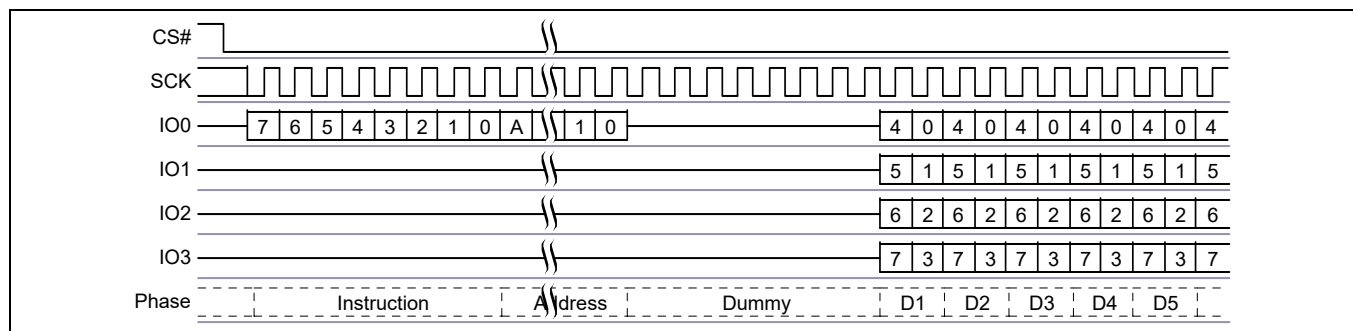 CS#
SCK
IO0 7 6 5 4 3 2 1 0 A 1 0 4 0 4 0 4 0 4 0 4 0 4
IO1 5 1 5 1 5 1 5 1 5 1 5
IO2 6 2 6 2 6 2 6 2 6 2 6
IO3 7 3 7 3 7 3 7 3 7 3 7
Phase Instruction Address Dummy D1 D2 D3 D4 D5